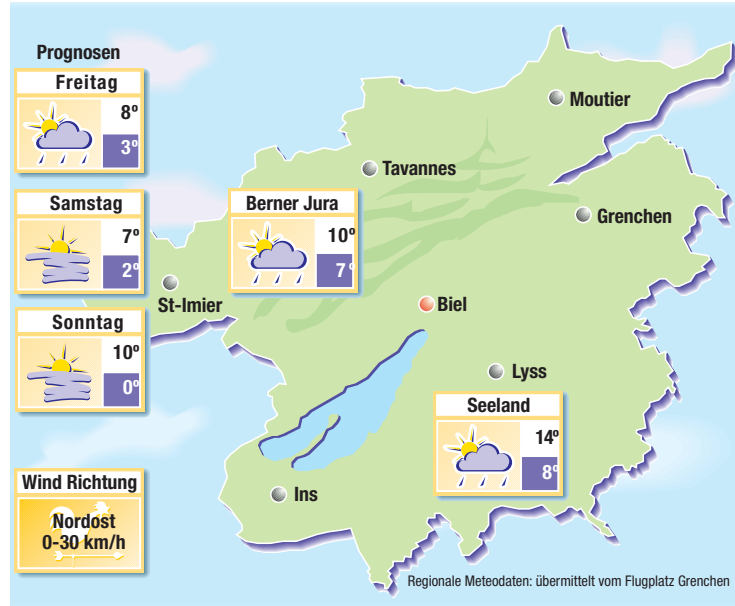 Prognosen
Freitag
8º
3º
Samstag
7º
2º
Sonntag
10º
0º
Wind Richtung
Nordost
0-30 km/h
Moutier
Tavannes
Grenchen
Berner Jura
10º
7º
St-Imier
Biel
Lyss
Seeland
14º
8º
Ins
Regionale Meteodaten: übermittelt vom Flugplatz Grenchen